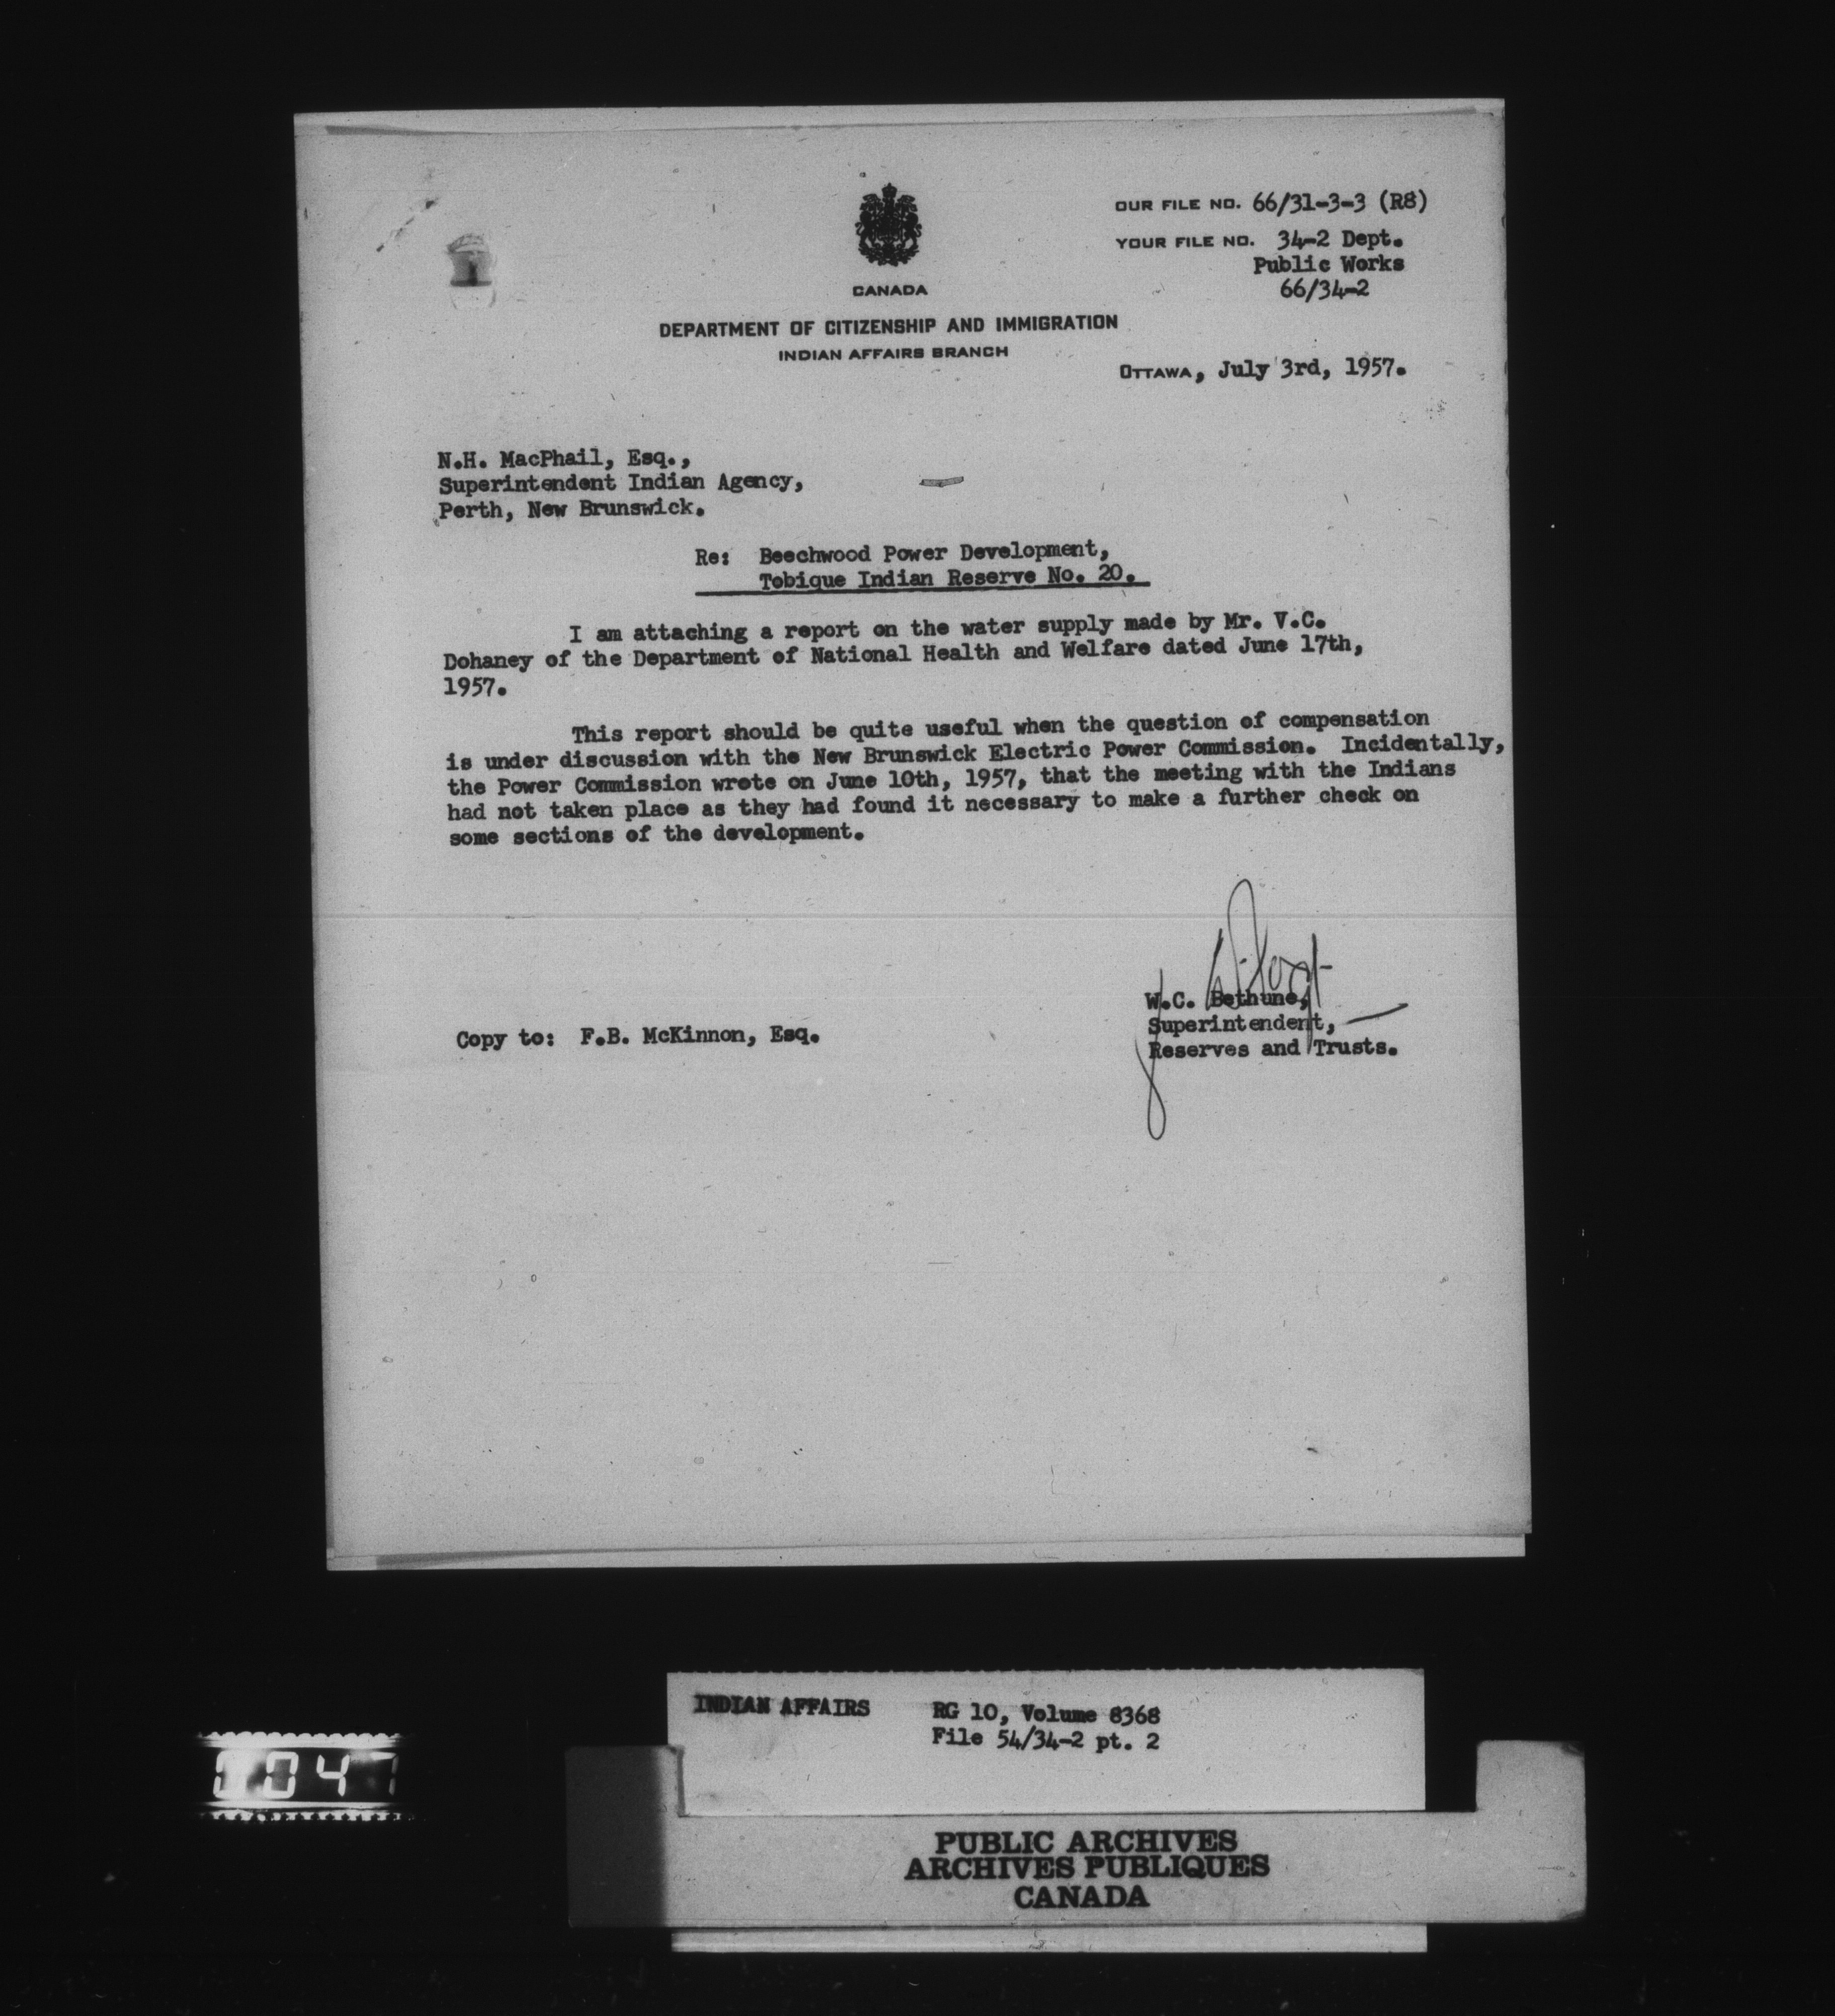 OUR FILE NO. 66/31-3-3 (R8)
YOUR FILE NO. 34-2 Dept.
Public Works
66/34-2
CANADA
DEPARTMENT OF CITIZENSHIP AND IMMIGRATION
INDIAN AFFAIRS BRANCH
OTTAWA, July 3rd, 1957.
N.H. MacPhail, Esq.,
Superintendent Indian Agency,
Perth, New Brunswick.
Re: Beechwood Power Development,
Tobique Indian Reserve No. 20.
I am attaching a report on the water supply made by Mr. V.C.
Dohaney of the Department of National Health and Welfare dated June 17th,
1957.
This report should be quite useful when the question of compensation
is under discussion with the New Brunswick Electric Power Commission. Incidentally,
the Power Commission wrote on June 10th, 1957, that the meeting with the Indians
had not taken place as they had found it necessary to make a further check on
some sections of the development.
W.C. Bethune,
Superintendent,
Reserves and Trusts.
Copy to: F.B. McKinnon, Esq.
INDIAN AFFAIRS RG 10, Volume 8368
File 54/34-2 pt. 2
0047
PUBLIC ARCHIVES
ARCHIVES PUBLIQUES
CANADA